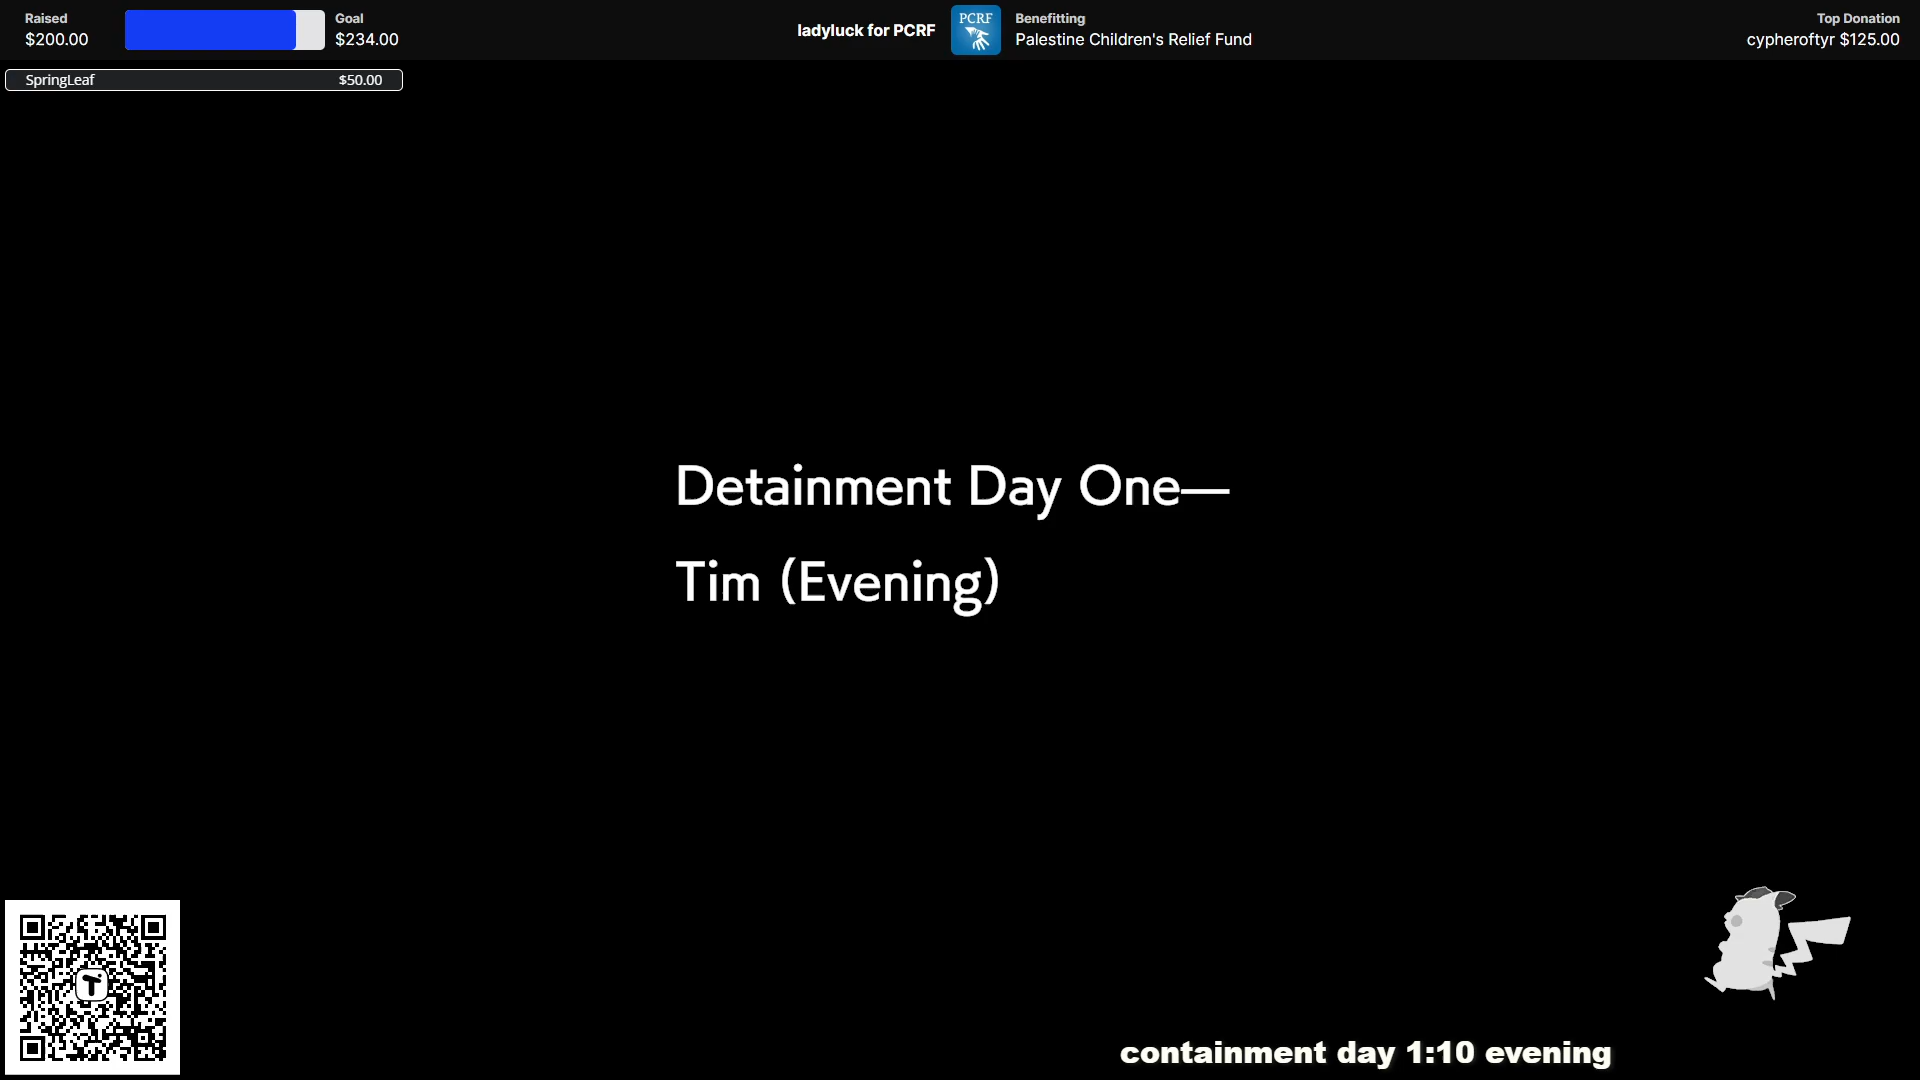 Raised
$200.00
Goal
$234.00
ladyluck for PCRF
PCRF
Benefitting
Palestine Children's Relief Fund
Top Donation
cypheroftyr $125.00
SpringLeaf $50.00
Detainment Day One—
Tim (Evening)
T
containment day 1:10 evening